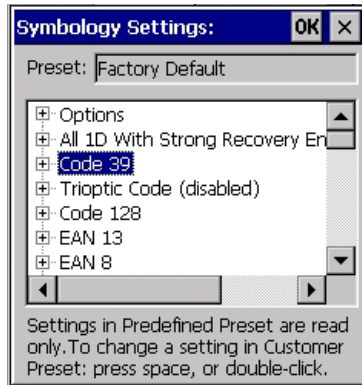 Symbology Settings: OK ×
Preset: Factory Default
Options
All 1D With Strong Recovery En
Code 39
Trioptic Code (disabled)
Code 128
EAN 13
EAN 8
Settings in Predefined Preset are read
only.To change a setting in Customer
Preset: press space, or double-click.